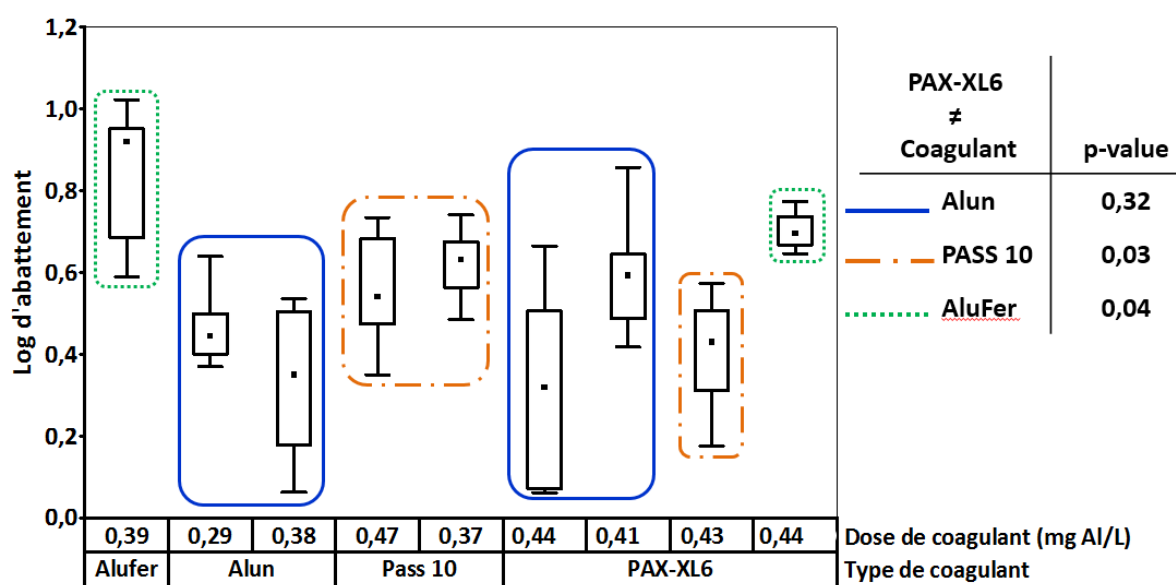 Log d'abattement
1,2
1,0
0,8
0,6
0,4
0,2
0,0
0,39 0,29 0,38 0,47 0,37 0,44 0,41 0,43 0,44 Dose de coagulant (mg Al/L)
Alufer Alun Pass 10 PAX-XL6 Type de coagulant
PAX-XL6
≠
Coagulant p-value
Alun 0,32
PASS 10 0,03
AluFer 0,04